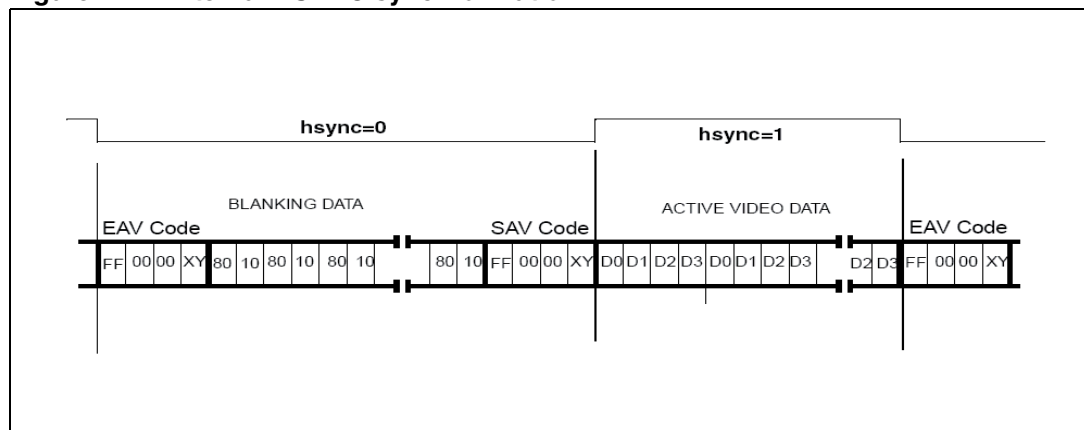 hsync=0
hsync=1
BLANKING DATA
ACTIVE VIDEO DATA
EAV Code
SAV Code
EAV Code
FF 00 00 XY 80 10 80 10 80 10 80 10 FF 00 00 XY D0 D1 D2 D3 D0 D1 D2 D3 D2 D3 FF 00 00 XY